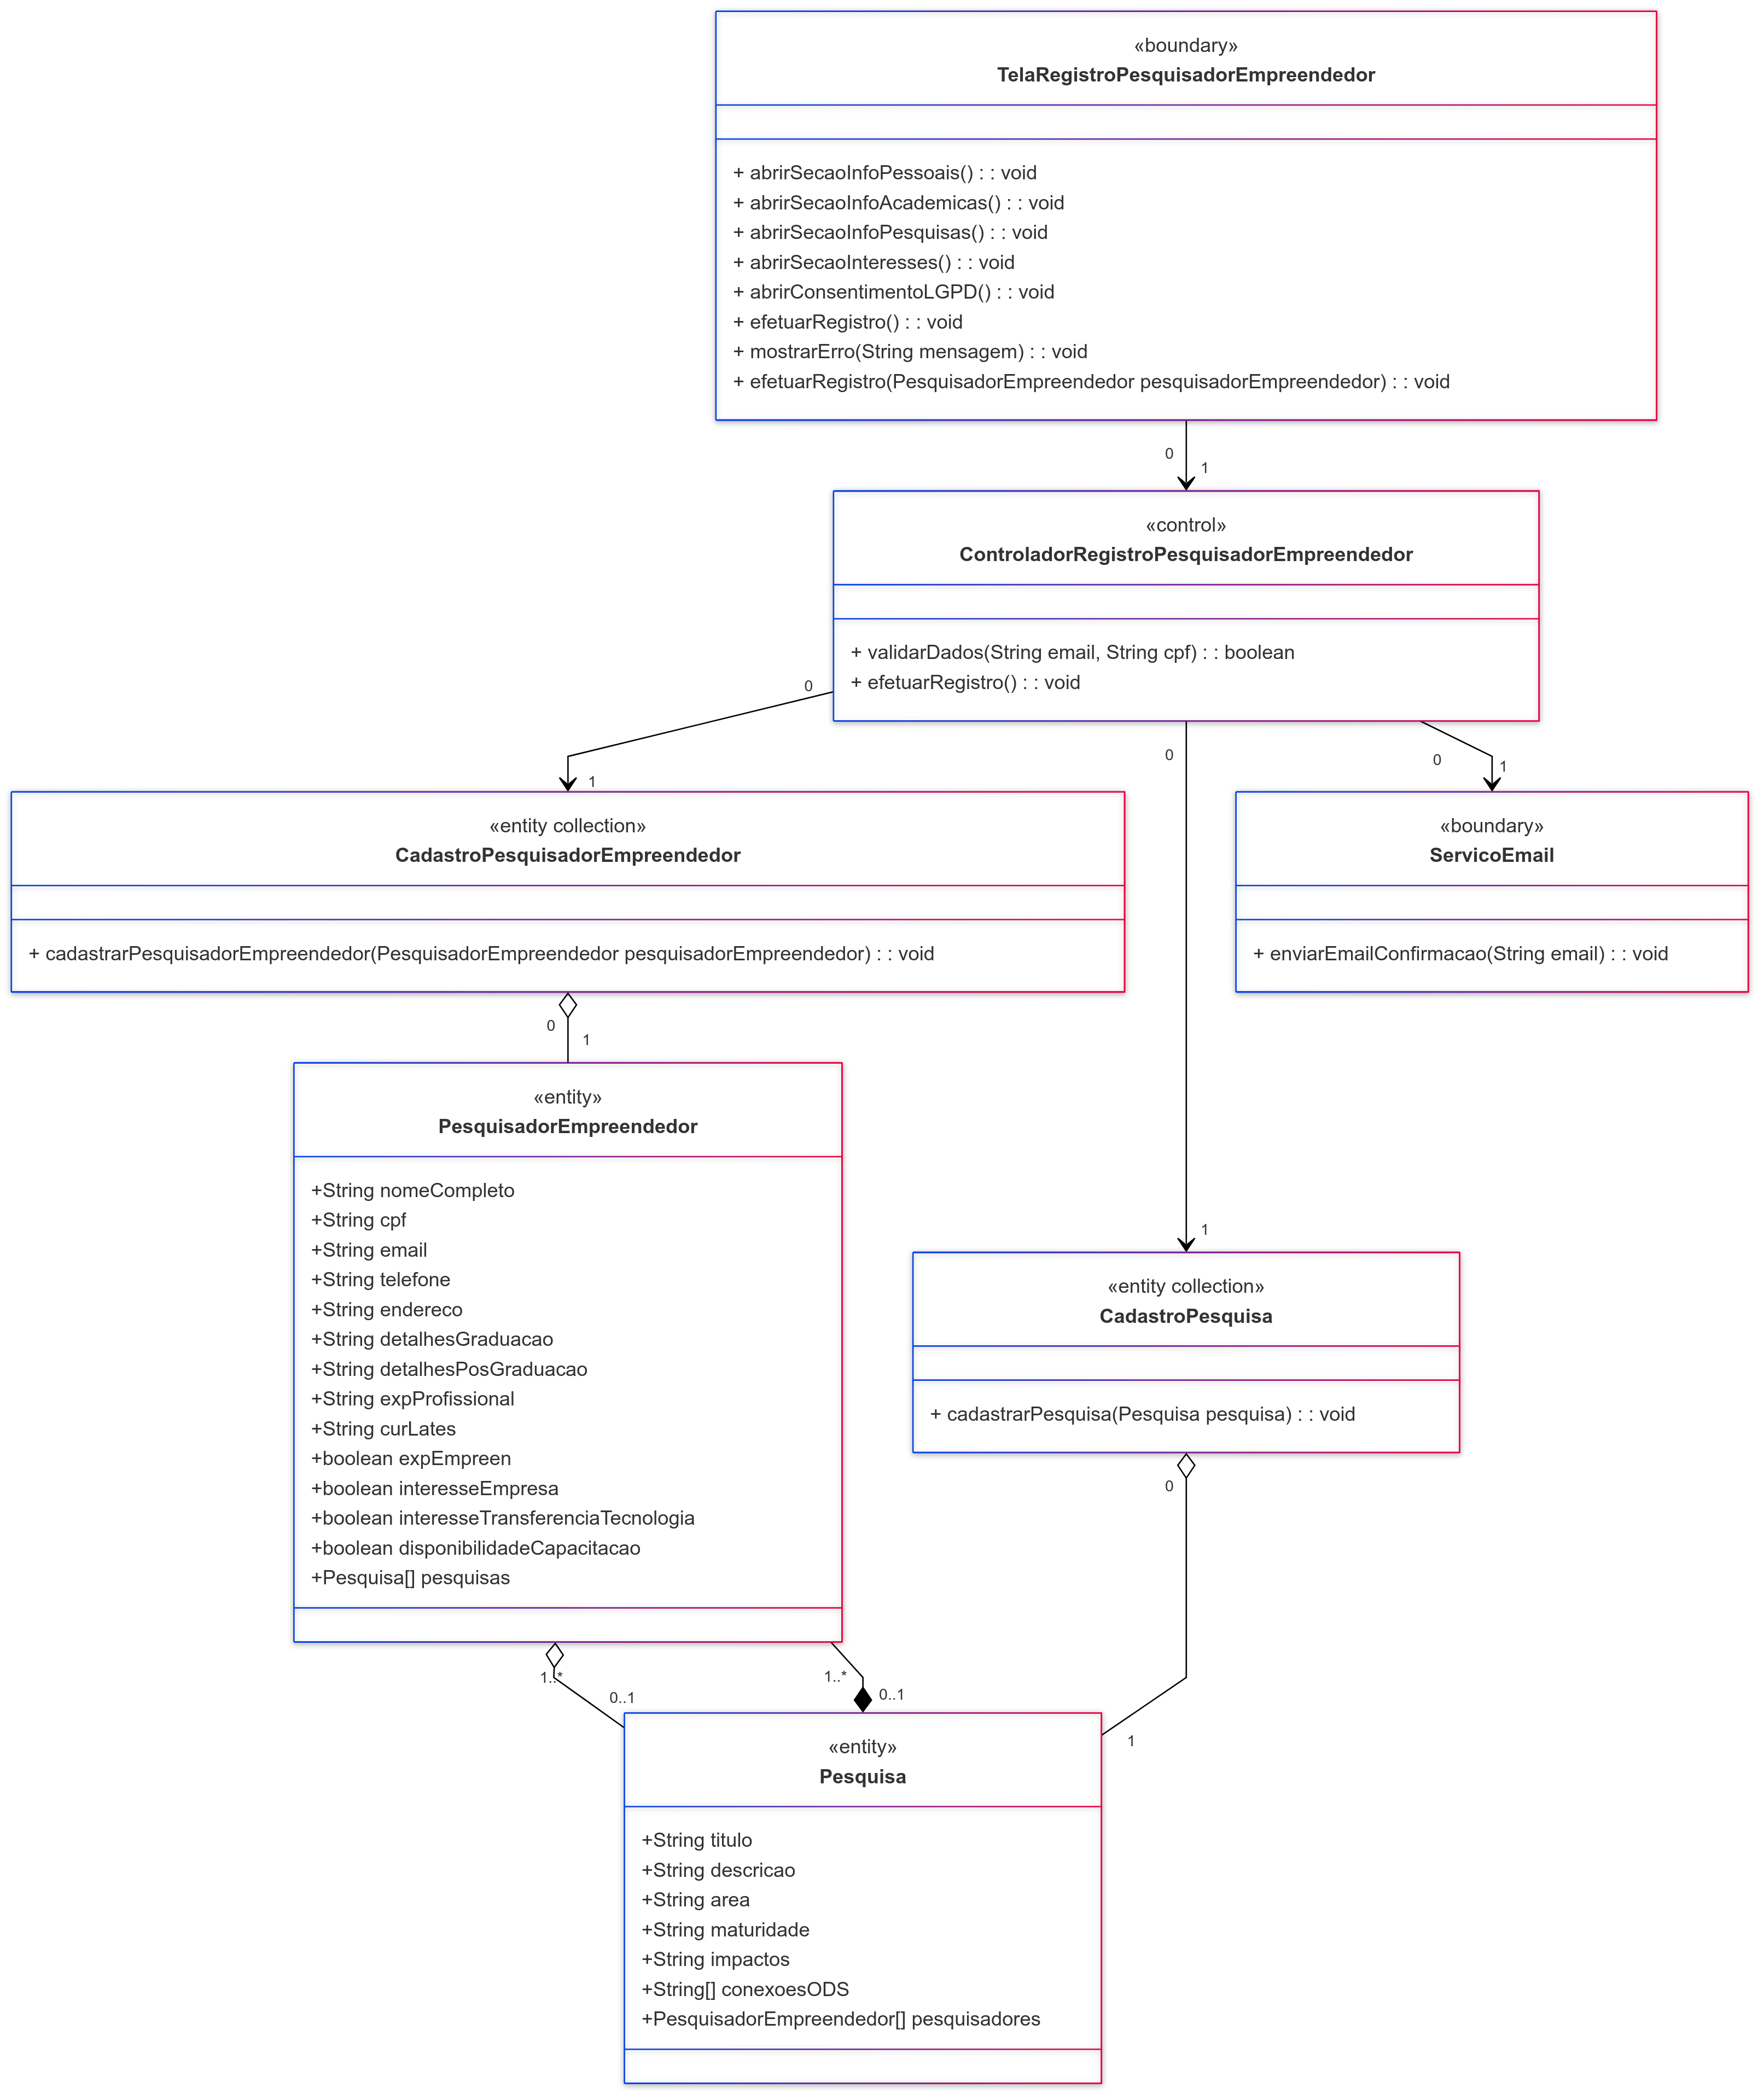 «boundary»
TelaRegistroPesquisadorEmpreendedor
+ abrirSecaoInfoPessoais() : : void
+ abrirSecaoInfoAcademicas() : : void
+ abrirSecaoInfoPesquisas() : : void
+ abrirSecaoInteresses() : : void
+ abrirConsentimentoLGPD() : : void
+ efetuarRegistro() : : void
+ mostrarErro(String mensagem) : : void
+ efetuarRegistro(PesquisadorEmpreendedor pesquisadorEmpreendedor) : : void
0
1
«control»
ControladorRegistroPesquisadorEmpreendedor
+ validarDados(String email, String cpf) : : boolean
+ efetuarRegistro() : : void
0
1
0
1
0
1
«entity collection»
CadastroPesquisadorEmpreendedor
+ cadastrarPesquisadorEmpreendedor(PesquisadorEmpreendedor pesquisadorEmpreendedor) : : void
«boundary»
ServicoEmail
+ enviarEmailConfirmacao(String email) : : void
0
1
«entity»
PesquisadorEmpreendedor
+String nomeCompleto
+String cpf
+String email
+String telefone
+String endereco
+String detalhesGraduacao
+String detalhesPosGraduacao
+String expProfissional
+String curLates
+boolean expEmpreen
+boolean interesseEmpresa
+boolean interesseTransferenciaTecnologia
+boolean disponibilidadeCapacitacao
+Pesquisa[] pesquisas
«entity collection»
CadastroPesquisa
+ cadastrarPesquisa(Pesquisa pesquisa) : : void
0
1
1..*
0..1
1..*
0..1
«entity»
Pesquisa
+String titulo
+String descricao
+String area
+String maturidade
+String impactos
+String[] conexoesODS
+PesquisadorEmpreendedor[] pesquisadores